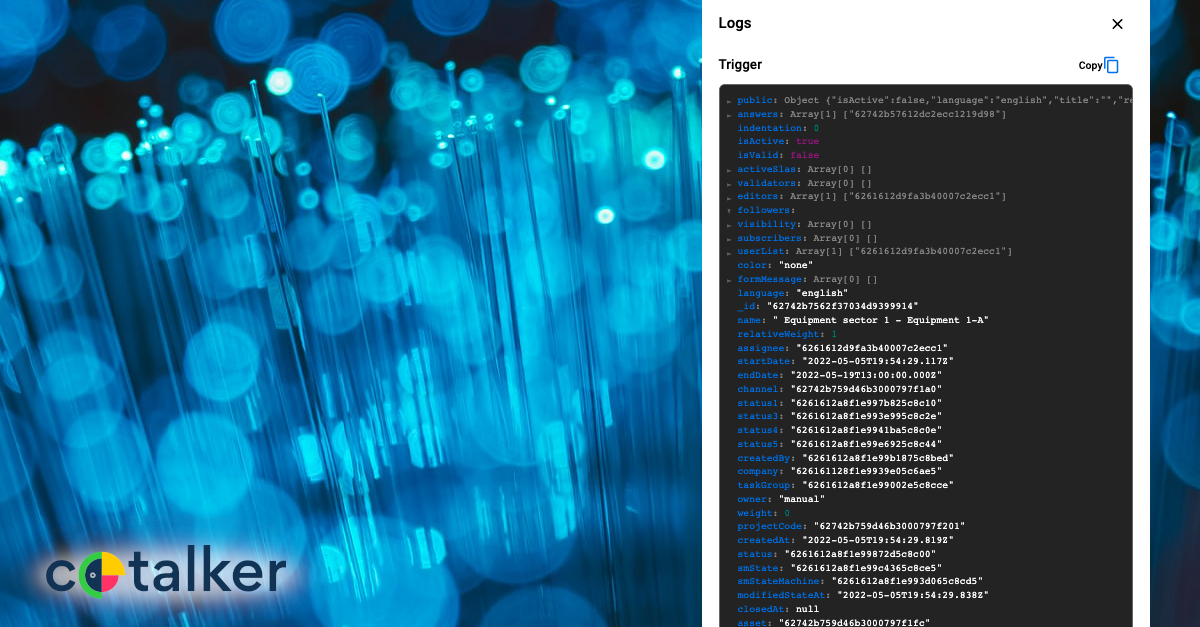 Logs
Trigger
Copy
public: Object {"isActive":false,"language":"english","title":"","re
answers: Array[1] ["62742b57612dc2ecc1219d98"]
indentation: 0
isActive: true
isValid: false
activeSlas: Array[0] []
validators: Array[0] []
editors: Array[1] ["6261612d9fa3b40007c2ecc1"]
followers:
visibility: Array[0] []
subscribers: Array[0] []
userList: Array[1] ["6261612d9fa3b40007c2ecc1"]
color: "none"
formMessage: Array[0] []
language: "english"
_id: "62742b7562f37034d9399914"
name: " Equipment sector 1 - Equipment 1-A"
relativeWeight: 1
assignee: "6261612d9fa3b40007c2ecc1"
startDate: "2022-05-05T19:54:29.117Z"
endDate: "2022-05-19T13:00:00.000Z"
channel: "62742b759d46b3000797f1a0"
status1: "6261612a8f1e997b825c8c10"
status3: "6261612a8f1e993e995c8c2e"
status4: "6261612a8f1e9941ba5c8c0e"
status5: "6261612a8f1e99e6925c8c44"
createdBy: "6261612a8f1e99b1875c8bed"
company: "626161128f1e9939e05c6ae5"
taskGroup: "6261612a8f1e99002e5c8cce"
owner: "manual"
weight: 0
projectCode: "62742b759d46b3000797f201"
createdAt: "2022-05-05T19:54:29.819Z"
status: "6261612a8f1e99872d5c8c00"
smState: "6261612a8f1e99c4365c8ce5"
smStateMachine: "6261612a8f1e993d065c8cd5"
modifiedStateAt: "2022-05-05T19:54:29.838Z"
closedAt: null
asset: "62742b759d46b3000797f1fc"
cotalker